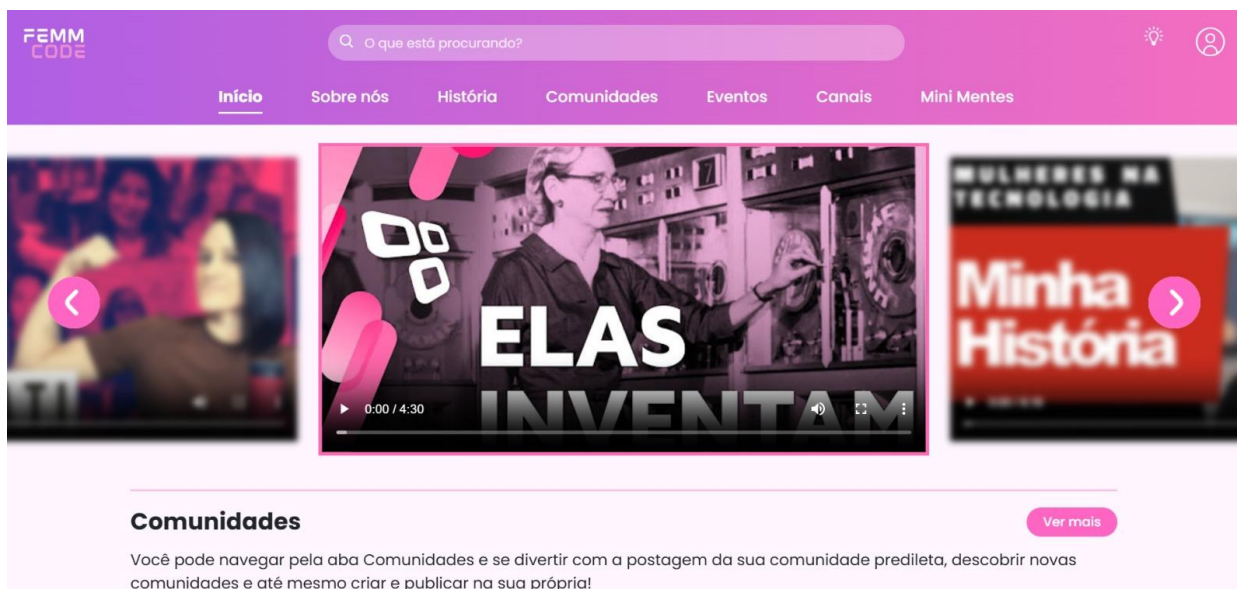 FEMM
CODE
O que está procurando?
Início Sobre nós História Comunidades Eventos Canais Mini Mentes
MULHERES NA
TECNOLOGIA
Minha
História
ELAS
INVENTAM
TI
0:00 / 4:30
Comunidades
Ver mais
Você pode navegar pela aba Comunidades e se divertir com a postagem da sua comunidade predileta, descobrir novas
comunidades e até mesmo criar e publicar na sua própria!